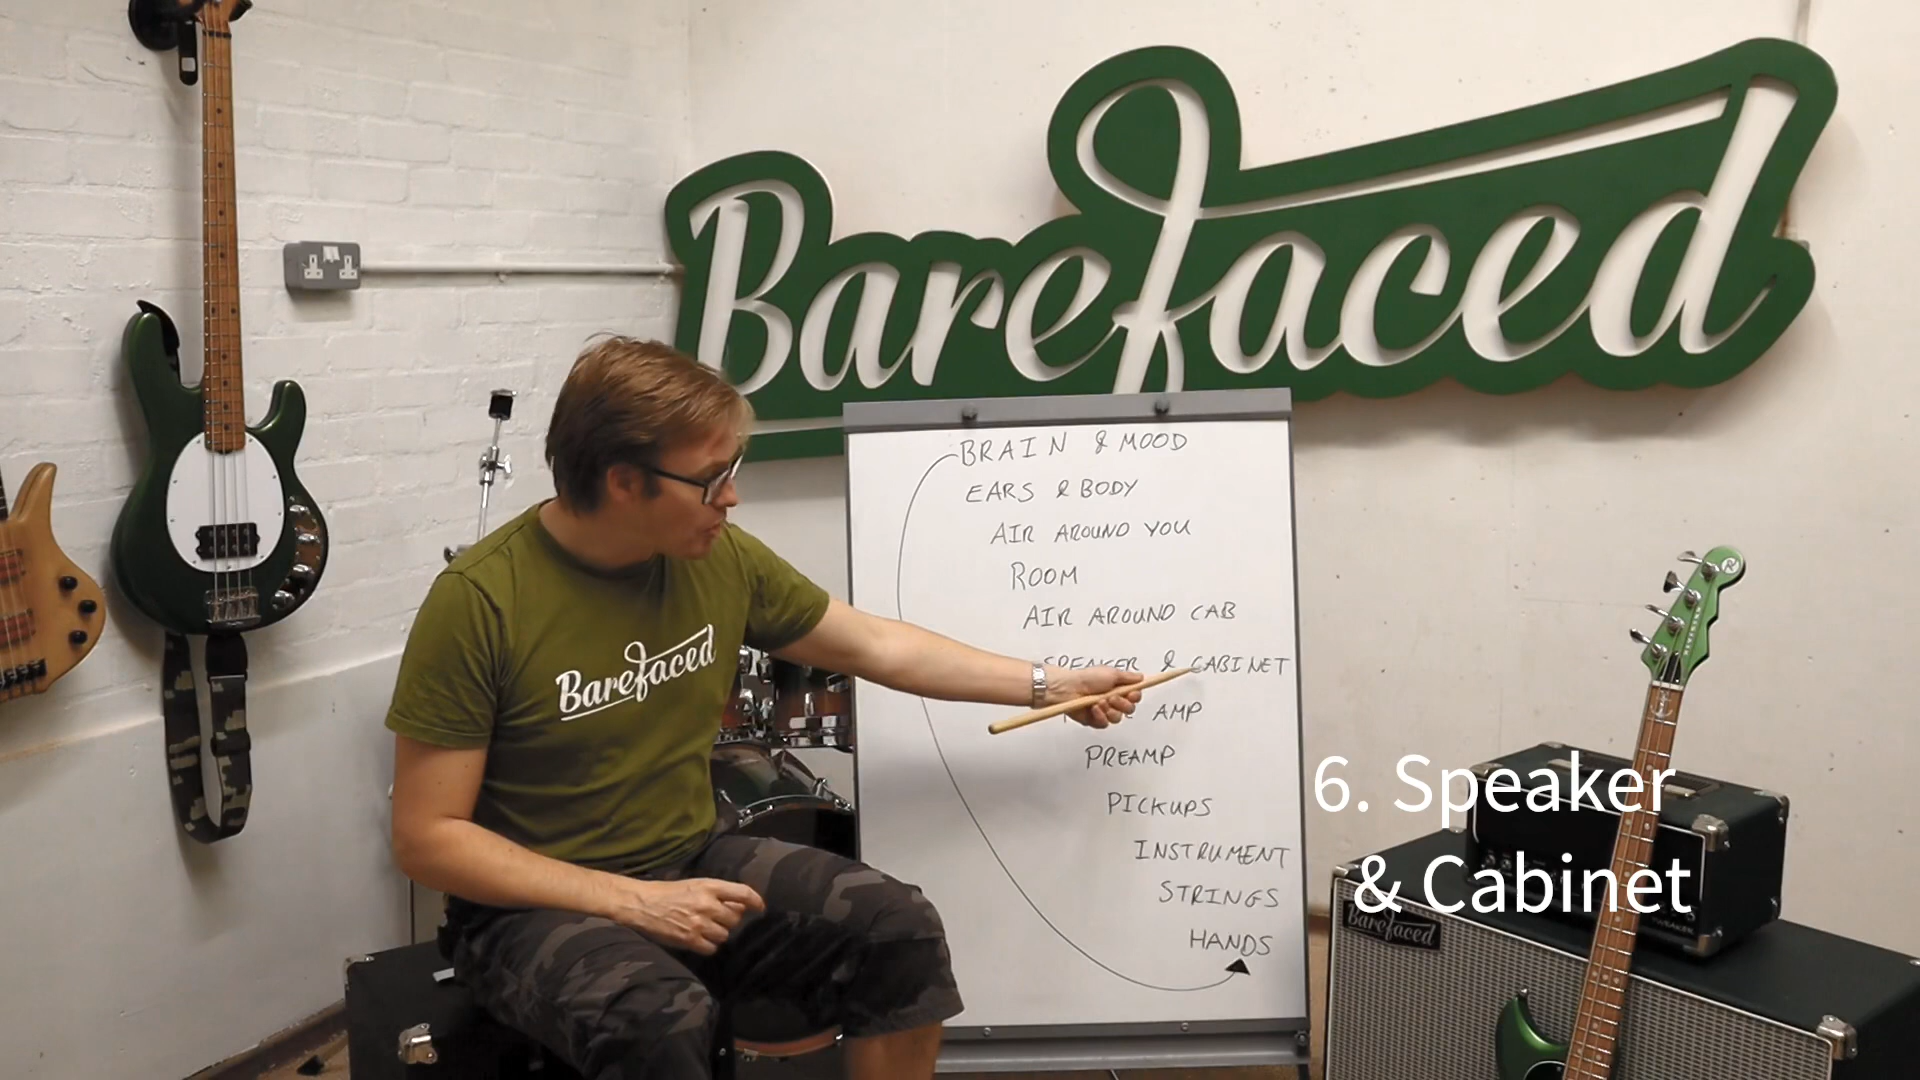 Barefaced
BRAIN & MOOD
EARS & BODY
AIR AROUND YOU
ROOM
AIR AROUND CAB
SPEAKER & CABINET
AMP
PREAMP
PICKUPS
INSTRUMENT
STRINGS
HANDS
Barefaced
6. Speaker
& Cabinet
Barefaced